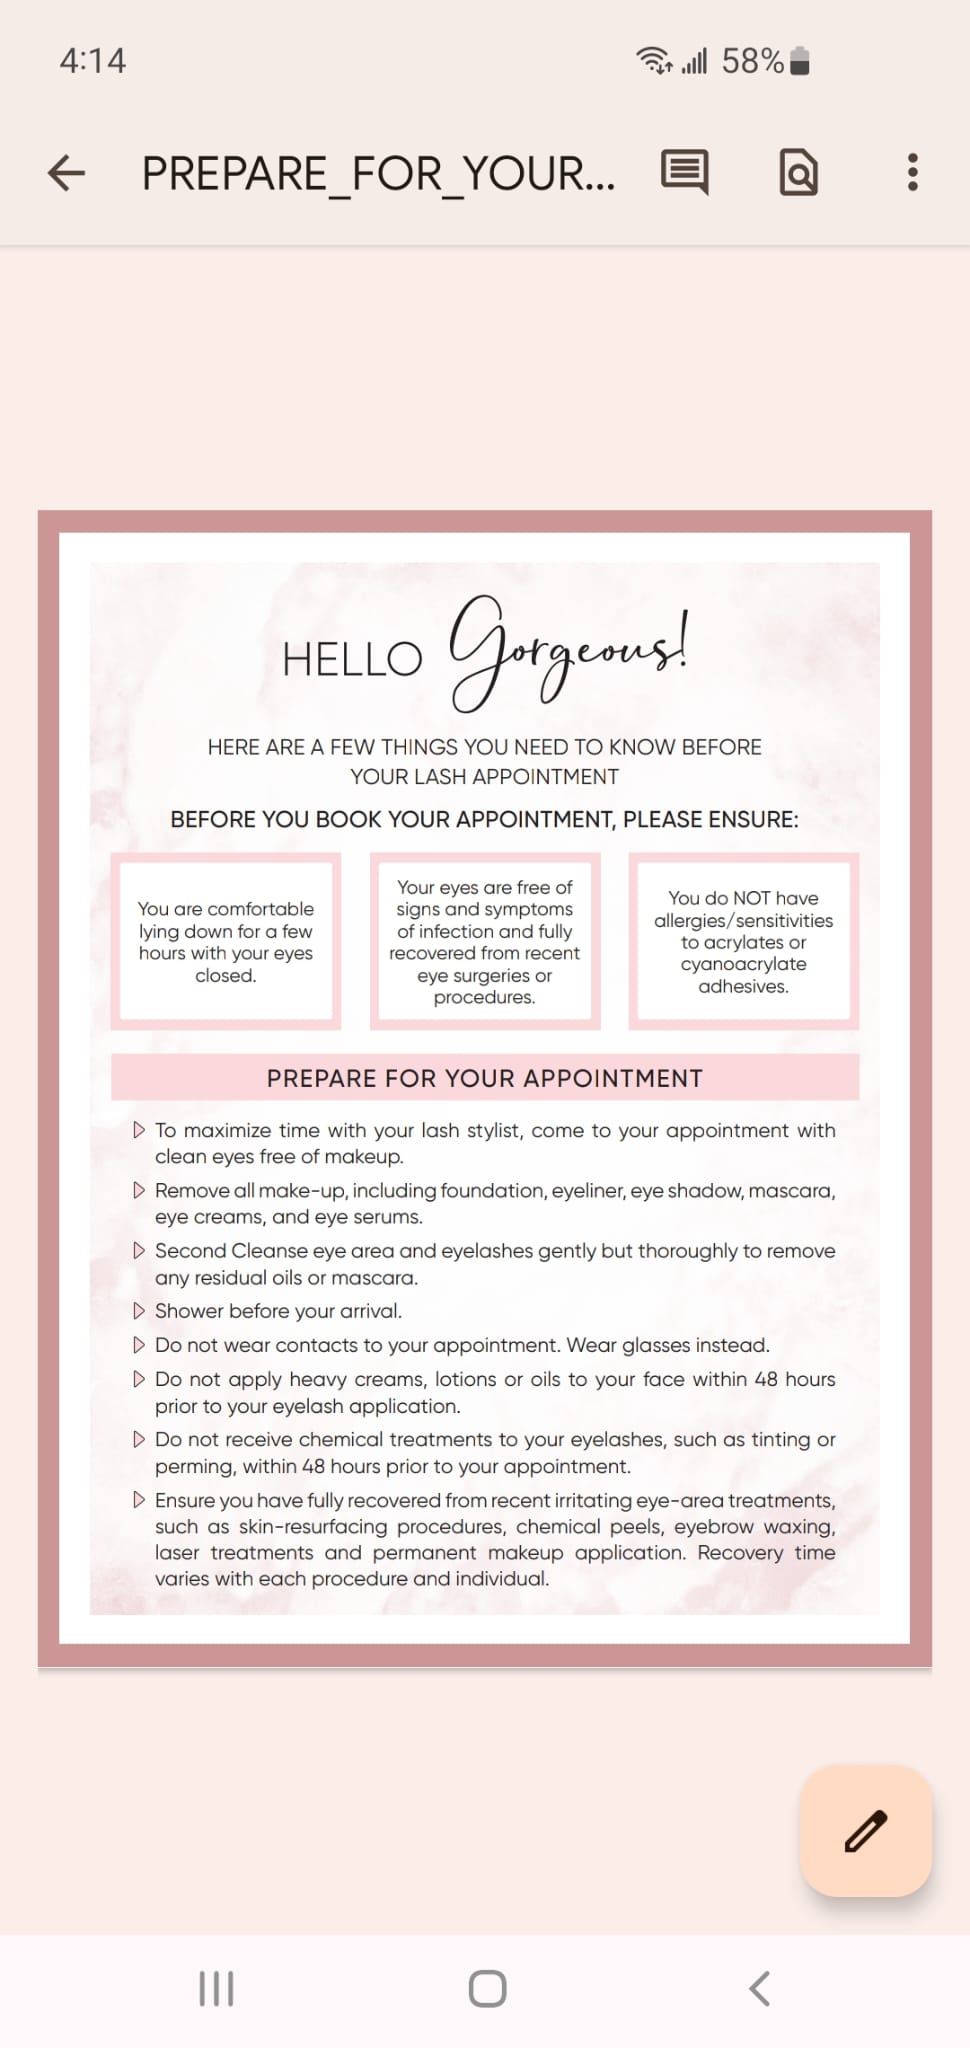 4:14
58%
PREPARE_FOR_YOUR...
HELLO Gorgeous!
HERE ARE A FEW THINGS YOU NEED TO KNOW BEFORE
YOUR LASH APPOINTMENT
BEFORE YOU BOOK YOUR APPOINTMENT, PLEASE ENSURE:
You are comfortable
lying down for a few
hours with your eyes
closed.
Your eyes are free of
signs and symptoms
of infection and fully
recovered from recent
eye surgeries or
procedures.
You do NOT have
allergies/sensitivities
to acrylates or
cyanoacrylate
adhesives.
PREPARE FOR YOUR APPOINTMENT
To maximize time with your lash stylist, come to your appointment with
clean eyes free of makeup.
Remove all make-up, including foundation, eyeliner, eye shadow, mascara,
eye creams, and eye serums.
Second Cleanse eye area and eyelashes gently but thoroughly to remove
any residual oils or mascara.
Shower before your arrival.
Do not wear contacts to your appointment. Wear glasses instead.
Do not apply heavy creams, lotions or oils to your face within 48 hours
prior to your eyelash application.
Do not receive chemical treatments to your eyelashes, such as tinting or
perming, within 48 hours prior to your appointment.
Ensure you have fully recovered from recent irritating eye-area treatments,
such as skin-resurfacing procedures, chemical peels, eyebrow waxing,
laser treatments and permanent makeup application. Recovery time
varies with each procedure and individual.